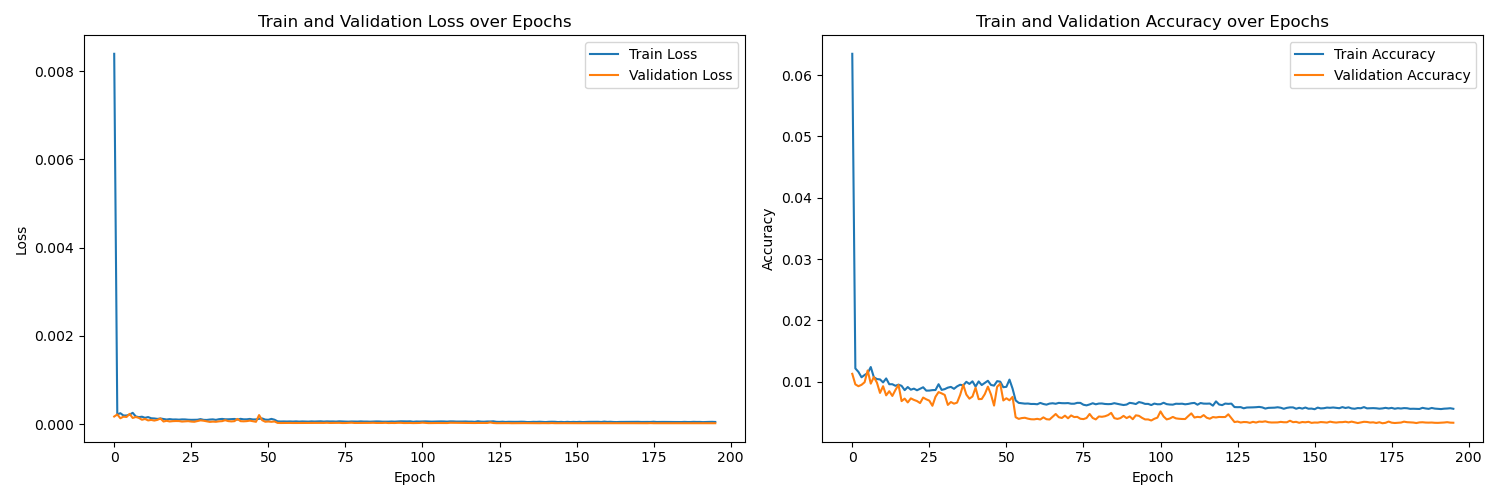 Train and Validation Loss over Epochs
Train Loss
Validation Loss
0.008
0.006
0.004
0.002
0.000
Loss
0 25 50 75 100 125 150 175 200
Epoch
Train and Validation Accuracy over Epochs
Train Accuracy
Validation Accuracy
0.06
0.05
0.04
0.03
0.02
0.01
Accuracy
0 25 50 75 100 125 150 175 200
Epoch